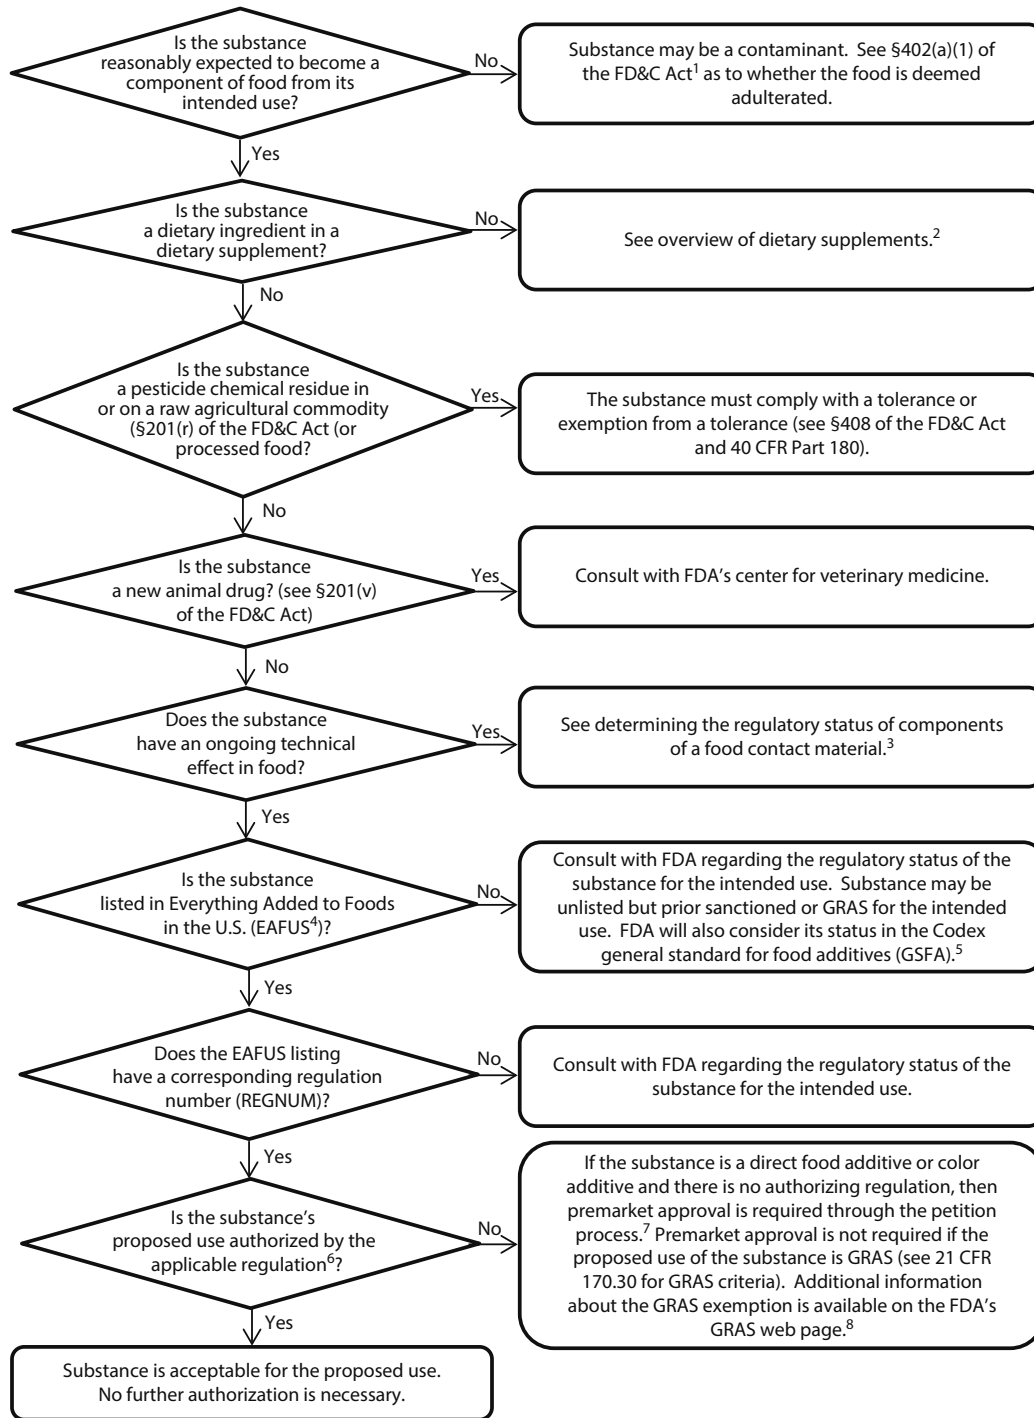 Is the substance
reasonably expected to become a
component of food from its
intended use?
No
Substance may be a contaminant. See §402(a)(1) of
the FD&C Act1 as to whether the food is deemed
adulterated.
Yes
Is the substance
a dietary ingredient in a
dietary supplement?
No
See overview of dietary supplements.2
No
Is the substance
a pesticide chemical residue in
or on a raw agricultural commodity
(§201(r) of the FD&C Act (or
processed food?
Yes
The substance must comply with a tolerance or
exemption from a tolerance (see §408 of the FD&C Act
and 40 CFR Part 180).
No
Is the substance
a new animal drug? (see §201(v)
of the FD&C Act)
Yes
Consult with FDA's center for veterinary medicine.
No
Does the substance
have an ongoing technical
effect in food?
Yes
See determining the regulatory status of components
of a food contact material.3
Yes
Is the substance
listed in Everything Added to Foods
in the U.S. (EAFUS4)?
No
Consult with FDA regarding the regulatory status of the
substance for the intended use. Substance may be
unlisted but prior sanctioned or GRAS for the intended
use. FDA will also consider its status in the Codex
general standard for food additives (GSFA).5
Yes
Does the EAFUS listing
have a corresponding regulation
number (REGNUM)?
No
Consult with FDA regarding the regulatory status of the
substance for the intended use.
Yes
Is the substance's
proposed use authorized by the
applicable regulation6?
No
If the substance is a direct food additive or color
additive and there is no authorizing regulation, then
premarket approval is required through the petition
process.7 Premarket approval is not required if the
proposed use of the substance is GRAS (see 21 CFR
170.30 for GRAS criteria). Additional information
about the GRAS exemption is available on the FDA's
GRAS web page.8
Yes
Substance is acceptable for the proposed use.
No further authorization is necessary.